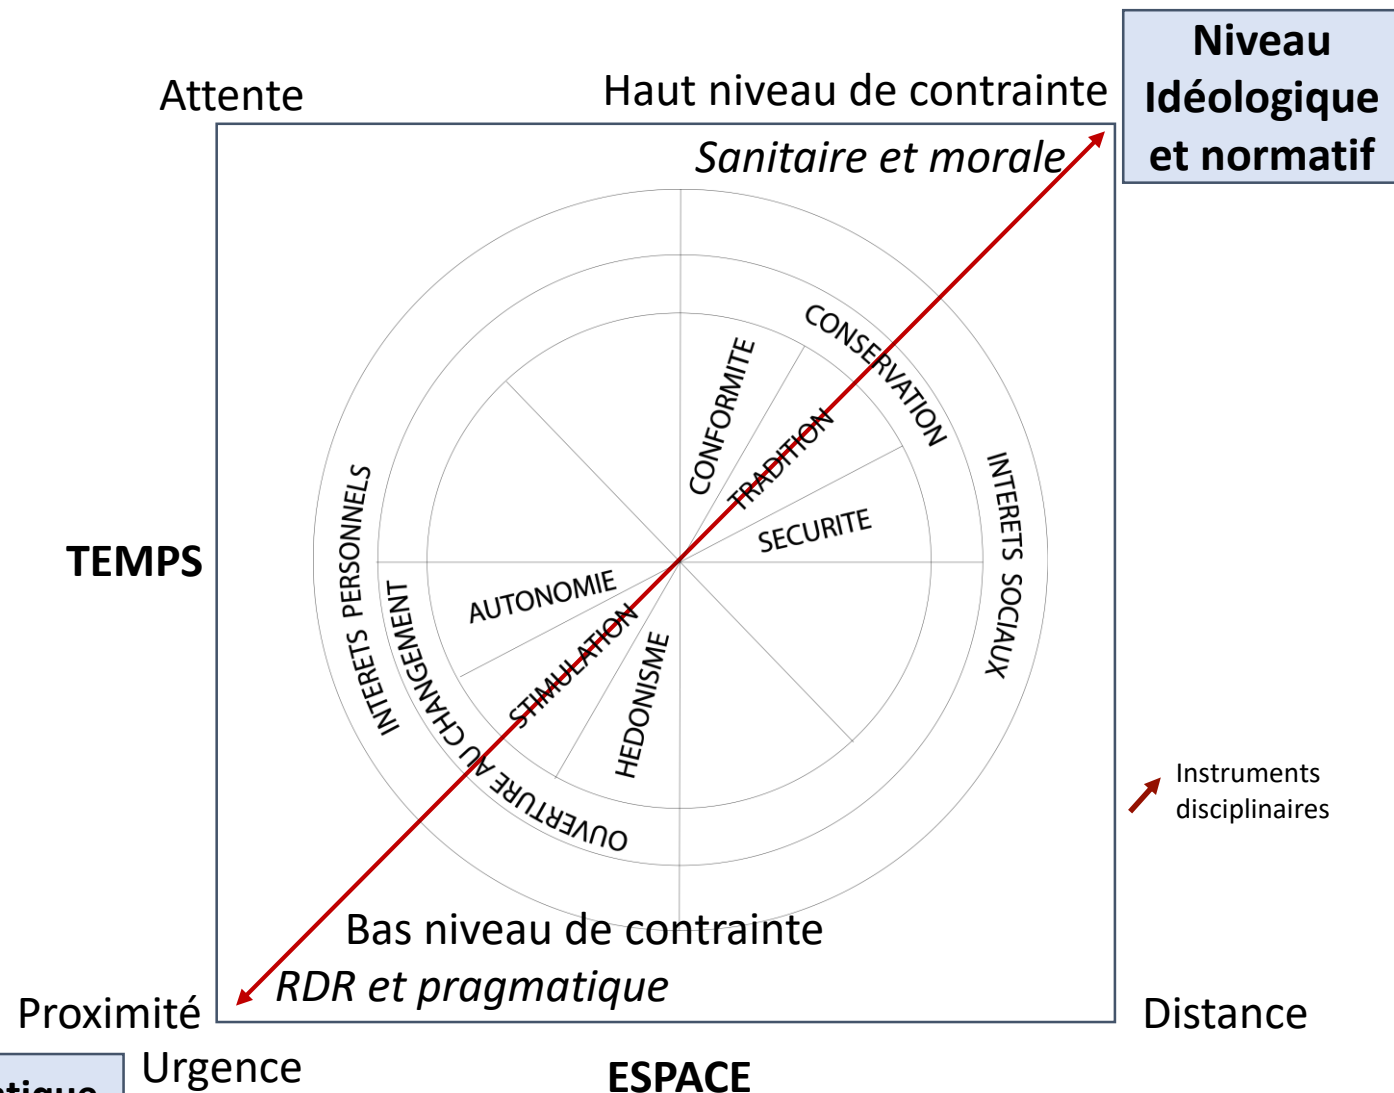 Niveau
Idéologique
et normatif
Attente
Haut niveau de contrainte
Sanitaire et morale
CONSERVATION
CONFORMITE
TRADITION
SECURITE
INTERETS SOCIAUX
INTERETS PERSONNELS
TEMPS
AUTONOMIE
STIMULATION
HEDONISME
OUVERTURE AU CHANGEMENT
Instruments
disciplinaires
Bas niveau de contrainte
RDR et pragmatique
Proximité
Distance
Urgence
ESPACE